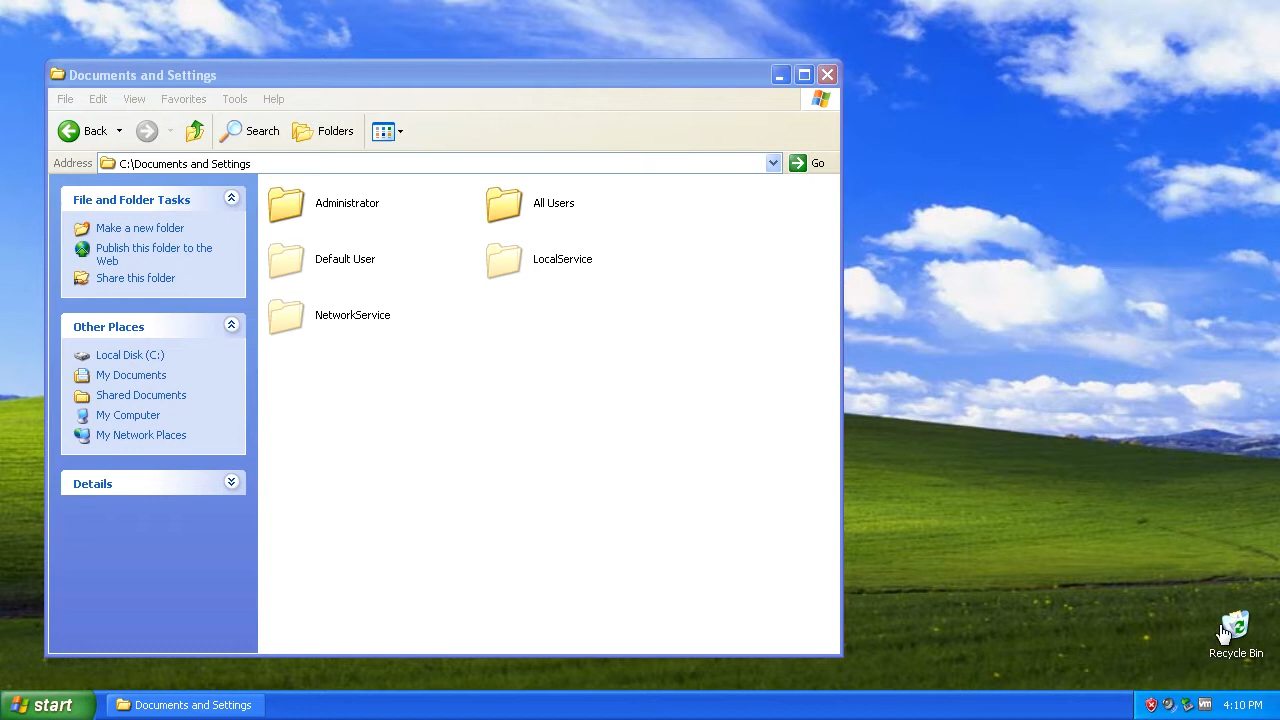 Documents and Settings
File Edit View Favorites Tools Help
Back Search Folders
Address C:\Documents and Settings Go
File and Folder Tasks
Make a new folder
Publish this folder to the
Web
Share this folder
Other Places
Local Disk (C:)
My Documents
Shared Documents
My Computer
My Network Places
Details
Administrator
All Users
Default User
LocalService
NetworkService
Recycle Bin
start
Documents and Settings
vm
4:10 PM